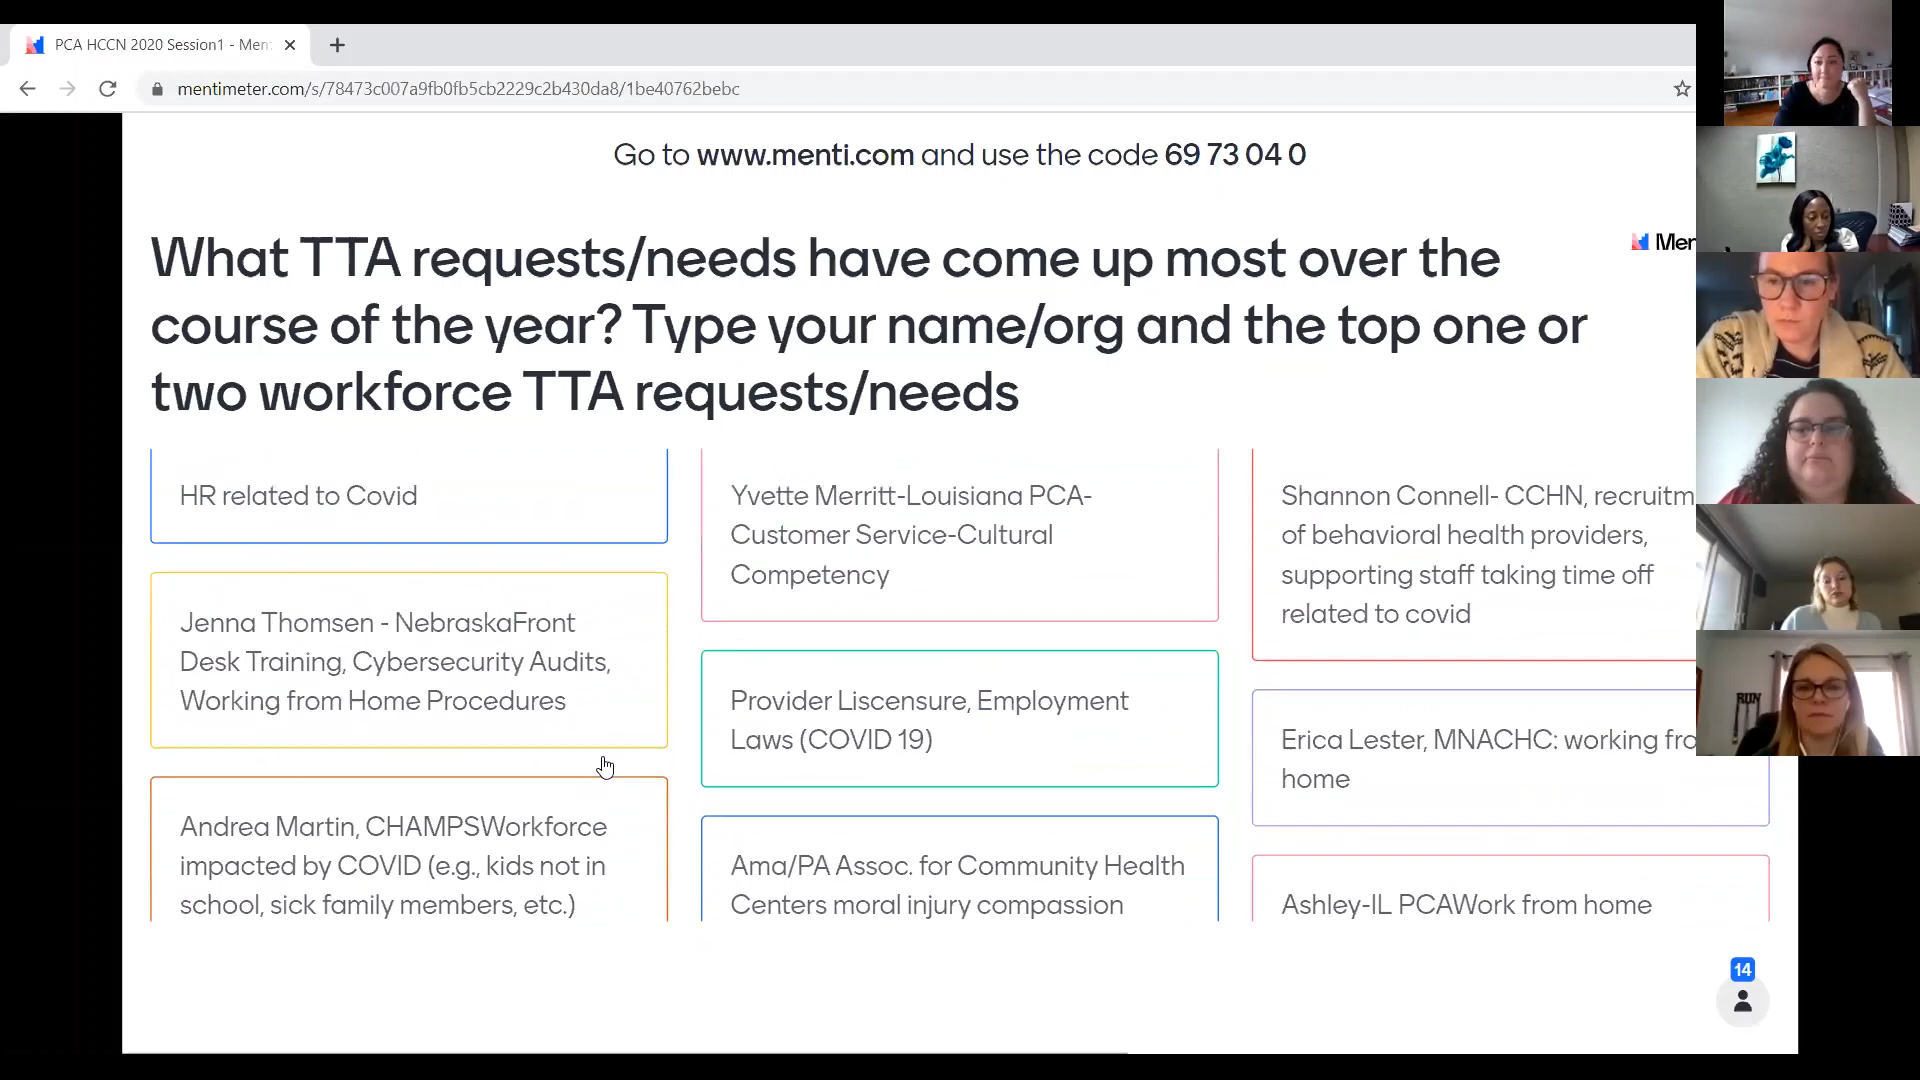 PCA HCCN 2020 Session1 - Men
mentimeter.com/s/78473c007a9fb0fb5cb2229c2b430da8/1be40762bebc
Go to www.menti.com and use the code 69 73 04 0
What TTA requests/needs have come up most over the
course of the year? Type your name/org and the top one or
two workforce TTA requests/needs
Men
HR related to Covid
Jenna Thomsen - NebraskaFront
Desk Training, Cybersecurity Audits,
Working from Home Procedures
Andrea Martin, CHAMPSWorkforce
impacted by COVID (e.g., kids not in
school, sick family members, etc.)
Yvette Merritt-Louisiana PCA-
Customer Service-Cultural
Competency
Provider Liscensure, Employment
Laws (COVID 19)
Ama/PA Assoc. for Community Health
Centers moral injury compassion
Shannon Connell- CCHN, recruitm
of behavioral health providers,
supporting staff taking time off
related to covid
Erica Lester, MNACHC: working fro
home
Ashley-IL PCAWork from home
14
RUN